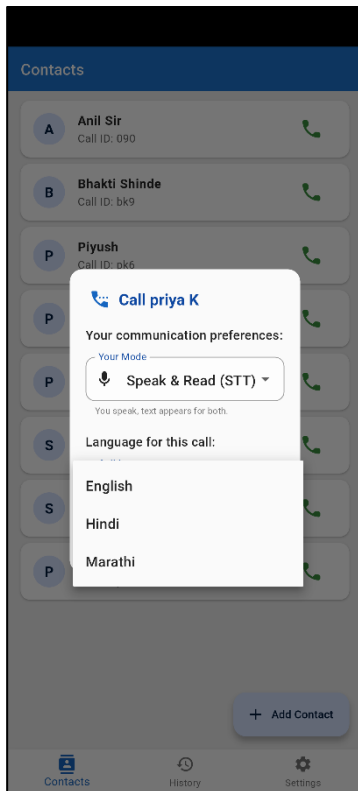 Contacts
A
Anil Sir
Call ID: 090
B
Bhakti Shinde
Call ID: bk9
P
Piyush
Call ID: pk6
P
P
S
S
P
Call priya K
Your communication preferences:
Your Mode
Speak & Read (STT)
You speak, text appears for both.
Language for this call:
English
Hindi
Marathi
+ Add Contact
Contacts
History
Settings